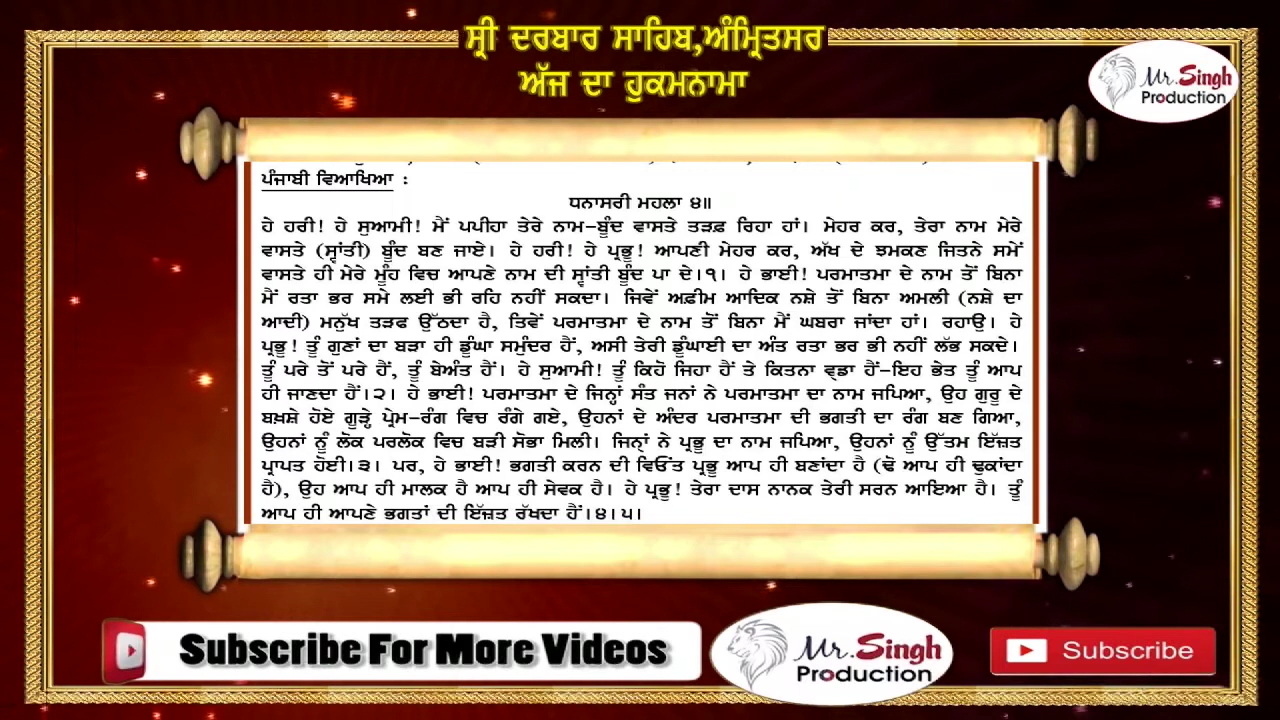 ਸ੍ਰੀ ਦਰਬਾਰ ਸਾਹਿਬ,ਅੰਮ੍ਰਿਤਸਰ
ਅੱਜ ਦਾ ਹੁਕਮਨਾਮਾ
Mr.Singh
Production
ਪੰਜਾਬੀ ਵਿਆਖਿਆ :
ਧਨਾਸਰੀ ਮਹਲਾ ੪॥
ਹੇ ਹਰੀ! ਹੇ ਸੁਆਮੀ! ਮੈਂ ਪਪੀਹਾ ਤੇਰੇ ਨਾਮ-ਬੂੰਦ ਵਾਸਤੇ ਤੜਫ਼ ਰਿਹਾ ਹਾਂ। ਮੇਹਰ ਕਰ, ਤੇਰਾ ਨਾਮ ਮੇਰੇ
ਵਾਸਤੇ (ਸ੍ਵਾਂਤੀ) ਬੂੰਦ ਬਣ ਜਾਏ। ਹੇ ਹਰੀ! ਹੇ ਪ੍ਰਭੂ! ਆਪਣੀ ਮੇਹਰ ਕਰ, ਅੱਖ ਦੇ ਝਮਕਣ ਜਿਤਨੇ ਸਮੇਂ
ਵਾਸਤੇ ਹੀ ਮੇਰੇ ਮੂੰਹ ਵਿਚ ਆਪਣੇ ਨਾਮ ਦੀ ਸ੍ਵਾਂਤੀ ਬੂੰਦ ਪਾ ਦੇ।੧। ਹੇ ਭਾਈ! ਪਰਮਾਤਮਾ ਦੇ ਨਾਮ ਤੋਂ ਬਿਨਾ
ਮੈਂ ਰਤਾ ਭਰ ਸਮੇ ਲਈ ਭੀ ਰਹਿ ਨਹੀਂ ਸਕਦਾ। ਜਿਵੇਂ ਅਫ਼ੀਮ ਆਦਿਕ ਨਸ਼ੇ ਤੋਂ ਬਿਨਾ ਅਮਲੀ (ਨਸ਼ੇ ਦਾ
ਆਦੀ) ਮਨੁੱਖ ਤੜਫ ਉੱਠਦਾ ਹੈ, ਤਿਵੇਂ ਪਰਮਾਤਮਾ ਦੇ ਨਾਮ ਤੋਂ ਬਿਨਾ ਮੈਂ ਘਬਰਾ ਜਾਂਦਾ ਹਾਂ। ਰਹਾਉ। ਹੇ
ਪ੍ਰਭੂ! ਤੂੰ ਗੁਣਾਂ ਦਾ ਬੜਾ ਹੀ ਡੂੰਘਾ ਸਮੁੰਦਰ ਹੈਂ, ਅਸੀ ਤੇਰੀ ਡੂੰਘਾਈ ਦਾ ਅੰਤ ਰਤਾ ਭਰ ਭੀ ਨਹੀਂ ਲੱਭ ਸਕਦੇ।
ਤੂੰ ਪਰੇ ਤੋਂ ਪਰੇ ਹੈਂ, ਤੂੰ ਬੇਅੰਤ ਹੈਂ। ਹੇ ਸੁਆਮੀ! ਤੂੰ ਕਿਹੋ ਜਿਹਾ ਹੈਂ ਤੇ ਕਿਤਨਾ ਵ੍ਡਾ ਹੈਂ-ਇਹ ਭੇਤ ਤੂੰ ਆਪ
ਹੀ ਜਾਣਦਾ ਹੈਂ।੨। ਹੇ ਭਾਈ! ਪਰਮਾਤਮਾ ਦੇ ਜਿਨ੍ਹਾਂ ਸੰਤ ਜਨਾਂ ਨੇ ਪਰਮਾਤਮਾ ਦਾ ਨਾਮ ਜਪਿਆ, ਉਹ ਗੁਰੂ ਦੇ
ਬਖ਼ਸ਼ੇ ਹੋਏ ਗੂੜ੍ਹੇ ਪ੍ਰੇਮ-ਰੰਗ ਵਿਚ ਰੰਗੇ ਗਏ, ਉਹਨਾਂ ਦੇ ਅੰਦਰ ਪਰਮਾਤਮਾ ਦੀ ਭਗਤੀ ਦਾ ਰੰਗ ਬਣ ਗਿਆ,
ਉਹਨਾਂ ਨੂੰ ਲੋਕ ਪਰਲੋਕ ਵਿਚ ਬੜੀ ਸੋਭਾ ਮਿਲੀ। ਜਿਨ੍ਹਾਂ ਨੇ ਪ੍ਰਭੂ ਦਾ ਨਾਮ ਜਪਿਆ, ਉਹਨਾਂ ਨੂੰ ਉੱਤਮ ਇੱਜ਼ਤ
ਪ੍ਰਾਪਤ ਹੋਈ।੩। ਪਰ, ਹੇ ਭਾਈ! ਭਗਤੀ ਕਰਨ ਦੀ ਵਿਓਂਤ ਪ੍ਰਭੂ ਆਪ ਹੀ ਬਣਾਂਦਾ ਹੈ (ਢੋ ਆਪ ਹੀ ਢੁਕਾਂਦਾ
ਹੈ), ਉਹ ਆਪ ਹੀ ਮਾਲਕ ਹੈ ਆਪ ਹੀ ਸੇਵਕ ਹੈ। ਹੇ ਪ੍ਰਭੂ! ਤੇਰਾ ਦਾਸ ਨਾਨਕ ਤੇਰੀ ਸਰਨ ਆਇਆ ਹੈ। ਤੂੰ
ਆਪ ਹੀ ਆਪਣੇ ਭਗਤਾਂ ਦੀ ਇੱਜ਼ਤ ਰੱਖਦਾ ਹੈਂ।੪।੫।
Subscribe For More Videos
Mr.Singh
Production
Subscribe